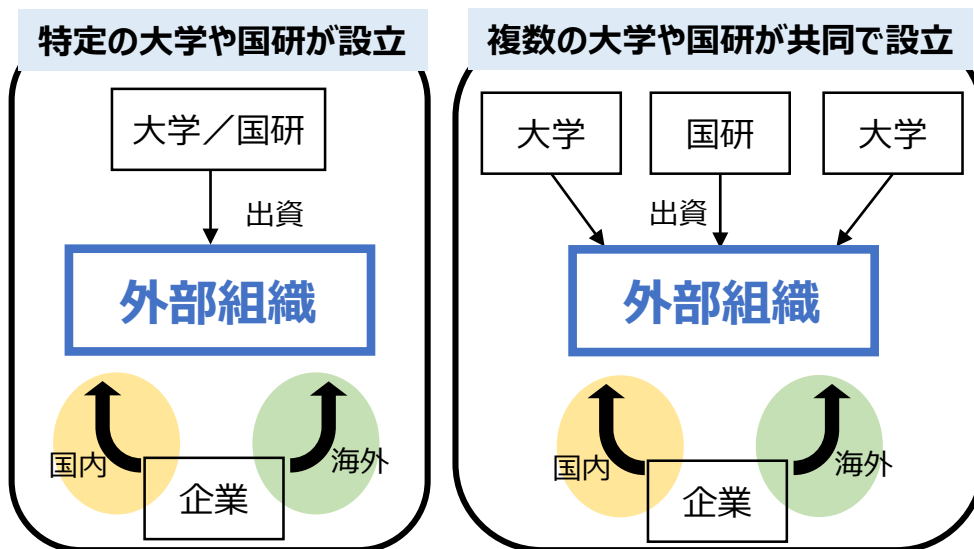 特定の大学や国研が設立
大学／国研
出資
外部組織
国内
海外
企業
複数の大学や国研が共同で設立
大学
国研
大学
出資
外部組織
国内
海外
企業